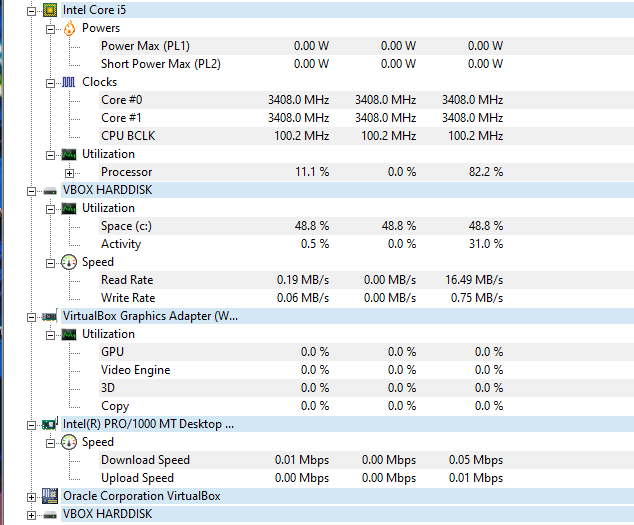 Intel Core i5
Powers
Power Max (PL1) 0.00 W 0.00 W 0.00 W
Short Power Max (PL2) 0.00 W 0.00 W 0.00 W
Clocks
Core #0 3408.0 MHz 3408.0 MHz 3408.0 MHz
Core #1 3408.0 MHz 3408.0 MHz 3408.0 MHz
CPU BCLK 100.2 MHz 100.2 MHz 100.2 MHz
Utilization
Processor 11.1 % 0.0 % 82.2 %
VBOX HARDDISK
Utilization
Space (c:) 48.8 % 48.8 % 48.8 %
Activity 0.5 % 0.0 % 31.0 %
Speed
Read Rate 0.19 MB/s 0.00 MB/s 16.49 MB/s
Write Rate 0.06 MB/s 0.00 MB/s 0.75 MB/s
VirtualBox Graphics Adapter (W...
Utilization
GPU 0.0 % 0.0 % 0.0 %
Video Engine 0.0 % 0.0 % 0.0 %
3D 0.0 % 0.0 % 0.0 %
Copy 0.0 % 0.0 % 0.0 %
Intel(R) PRO/1000 MT Desktop ...
Speed
Download Speed 0.01 Mbps 0.00 Mbps 0.05 Mbps
Upload Speed 0.00 Mbps 0.00 Mbps 0.01 Mbps
Oracle Corporation VirtualBox
VBOX HARDDISK